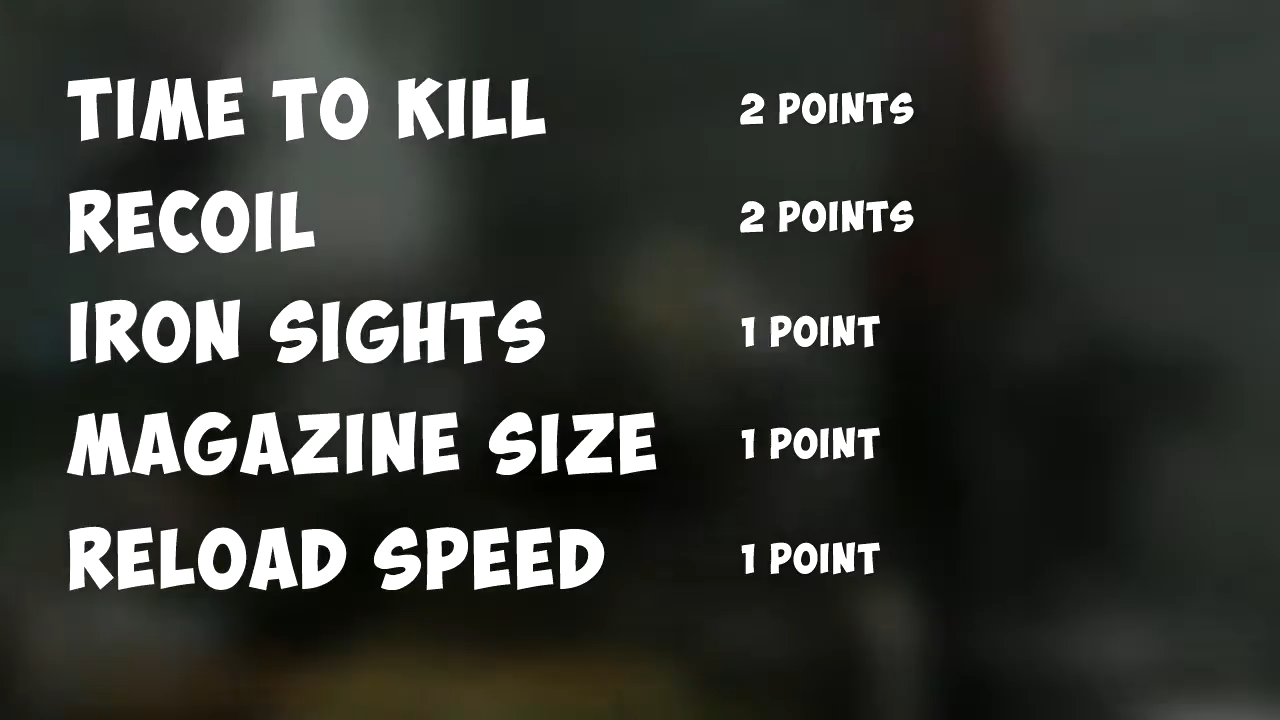 TIME TO KILL 2 POINTS
RECOIL 2 POINTS
IRON SIGHTS 1 POINT
MAGAZINE SIZE 1 POINT
RELOAD SPEED 1 POINT